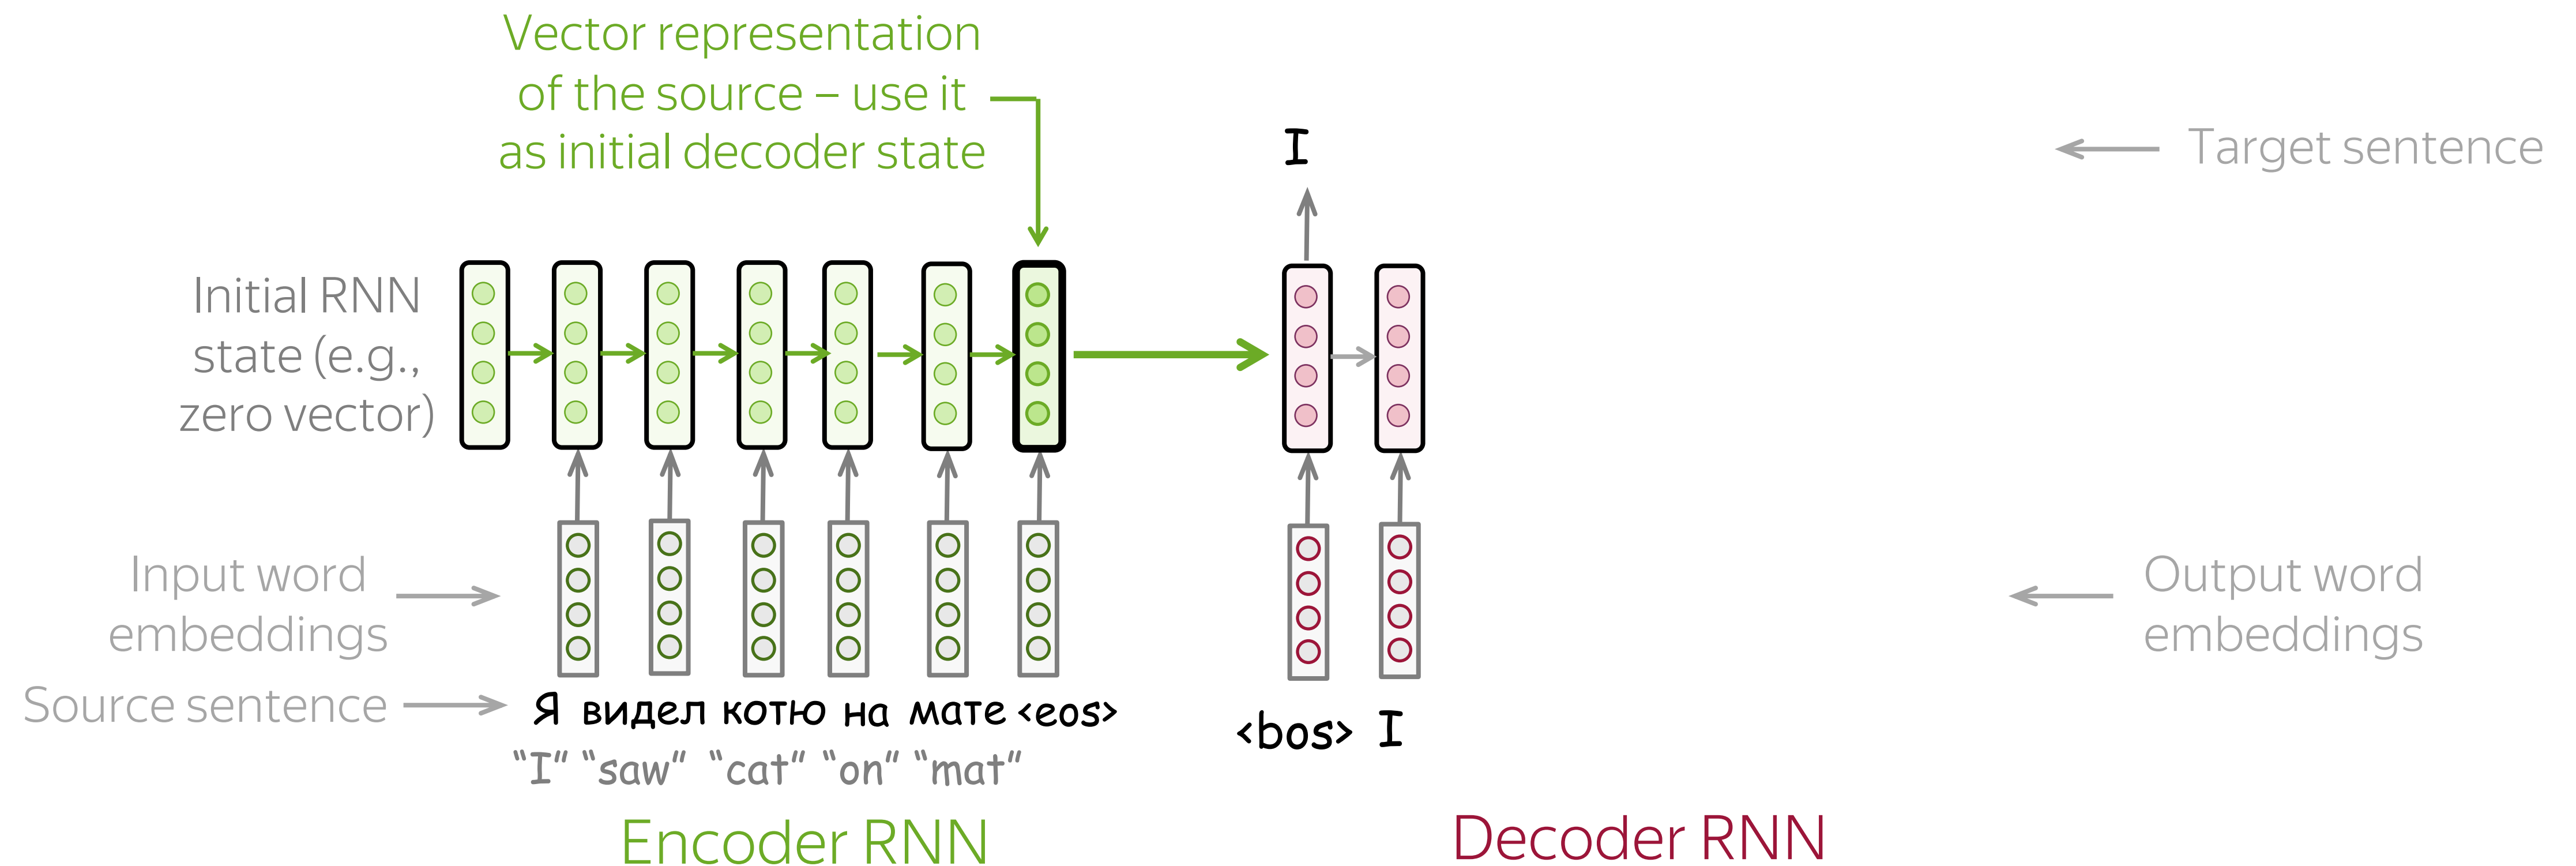 Vector representation
of the source – use it
as initial decoder state
I
Target sentence
Initial RNN
state (e.g.,
zero vector)
Input word
embeddings
Output word
embeddings
Source sentence
Я видел котю на мате <eos>
<bos> I
“I” “saw” “cat” “on” “mat”
Encoder RNN
Decoder RNN